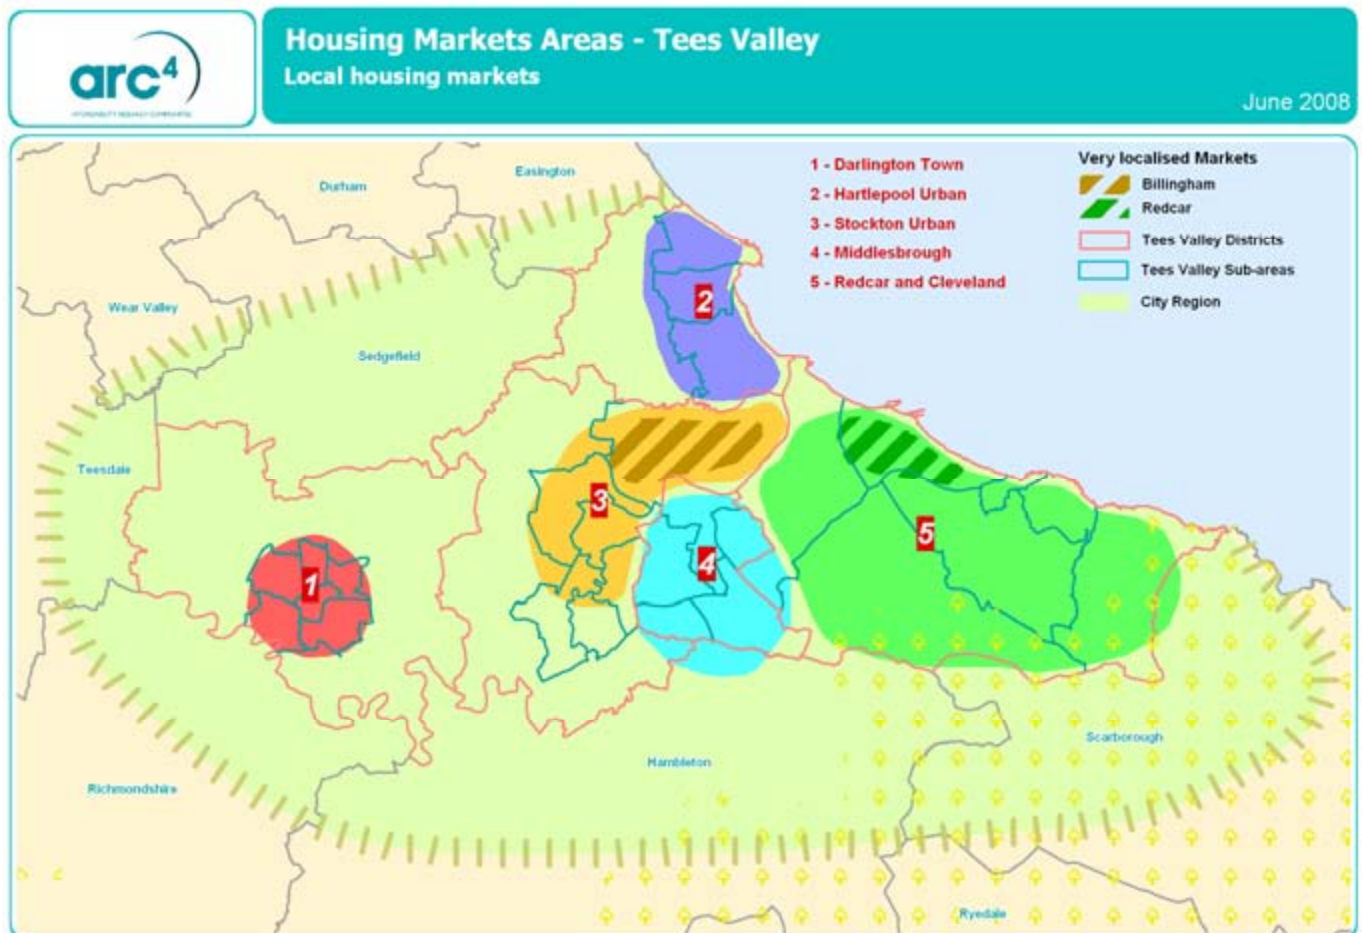 arc4
Housing Markets Areas - Tees Valley
Local housing markets
June 2008
1 - Darlington Town
2 - Hartlepool Urban
3 - Stockton Urban
4 - Middlesbrough
5 - Redcar and Cleveland
Very localised Markets
Billingham
Redcar
Tees Valley Districts
Tees Valley Sub-areas
City Region
Easington
Durham
Wear Valley
2
Sedgefield
Teesdale
3
5
4
1
Scarborough
Hambleton
Richmondshire
Ryedale